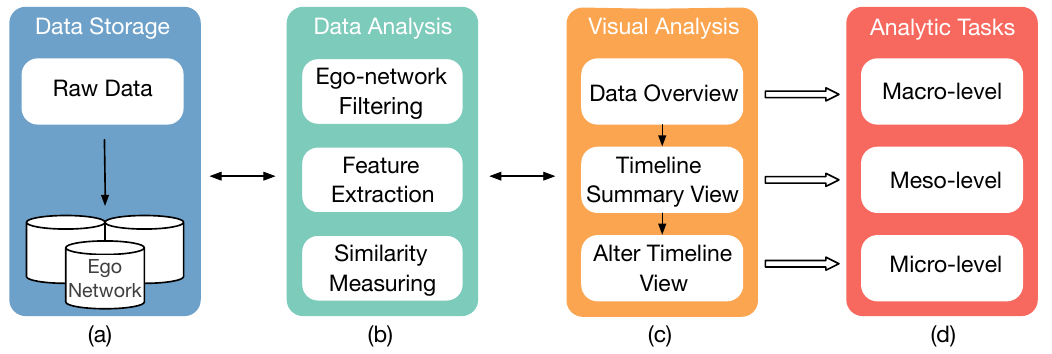 Data Storage
Raw Data
Ego
Network
(a)
Data Analysis
Ego-network
Filtering
Feature
Extraction
Similarity
Measuring
(b)
Visual Analysis
Data Overview
Timeline
Summary View
Alter Timeline
View
(c)
Analytic Tasks
Macro-level
Meso-level
Micro-level
(d)